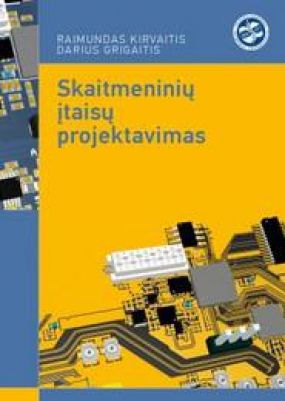 RAIMUNDAS KIRVAITIS
DARIUS GRIGAITIS
Skaitmeninių
įtaisų
projektavimas